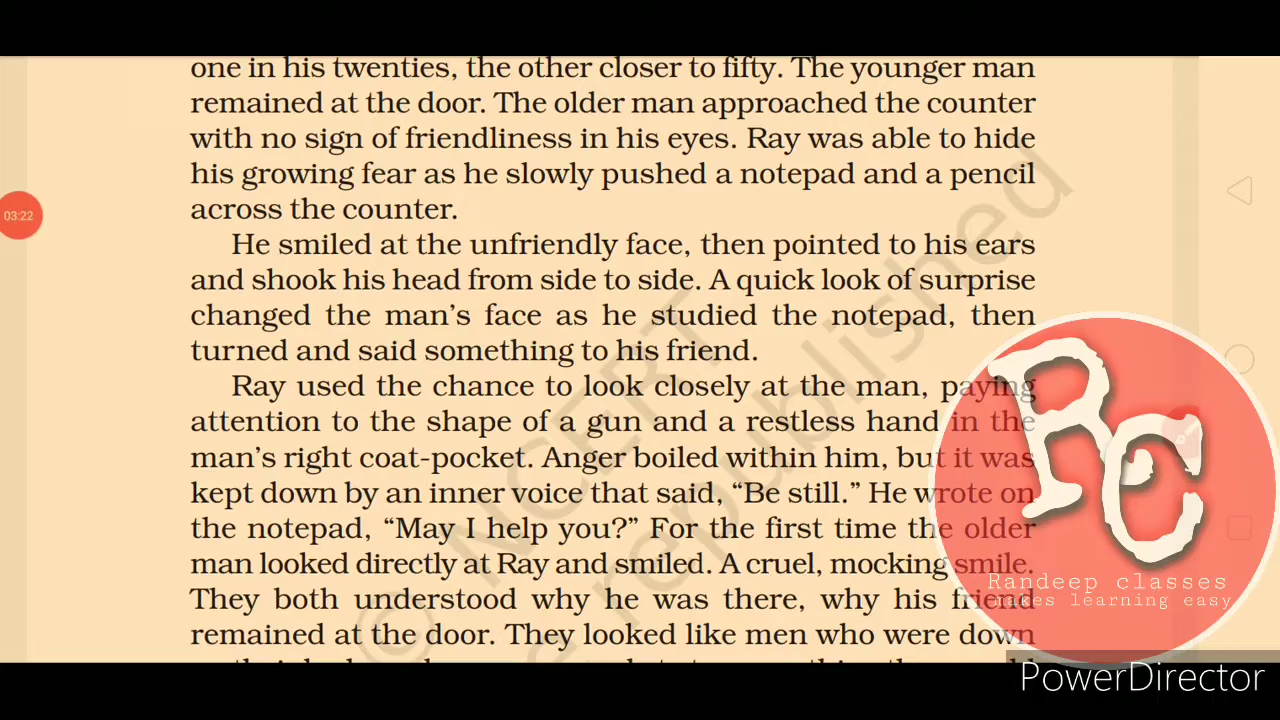 one in his twenties, the other closer to fifty. The younger man
remained at the door. The older man approached the counter
with no sign of friendliness in his eyes. Ray was able to hide
his growing fear as he slowly pushed a notepad and a pencil
across the counter.
03:22
He smiled at the unfriendly face, then pointed to his ears
and shook his head from side to side. A quick look of surprise
changed the man's face as he studied the notepad, then
turned and said something to his friend.
Ray used the chance to look closely at the man, paying
attention to the shape of a gun and a restless hand in the
man's right coat-pocket. Anger boiled within him, but it was
kept down by an inner voice that said, “Be still.” He wrote on
the notepad, “May I help you?” For the first time the older
man looked directly at Ray and smiled. A cruel, mocking smile.
They both understood why he was there, why his friend
remained at the door. They looked like men who were down
© NCERT
republished
RC
Randeep classes
makes learning easy
PowerDirector